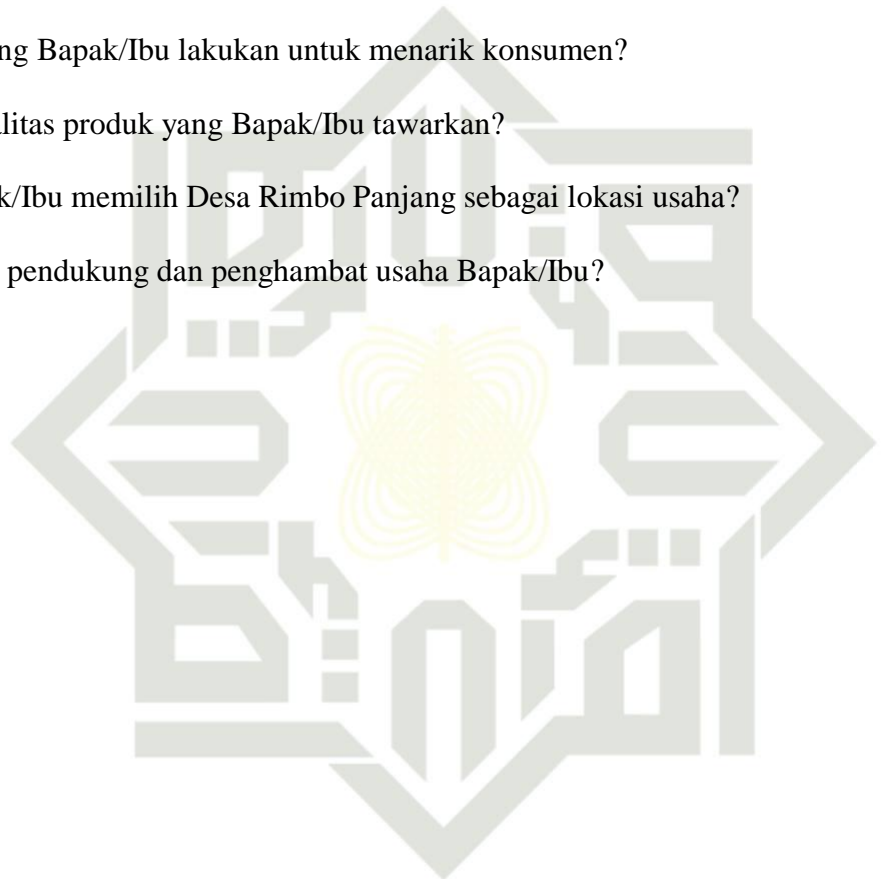 ng Bapak/Ibu lakukan untuk menarik konsumen?
alitas produk yang Bapak/Ibu tawarkan?
k/Ibu memilih Desa Rimbo Panjang sebagai lokasi usaha?
pendukung dan penghambat usaha Bapak/Ibu?